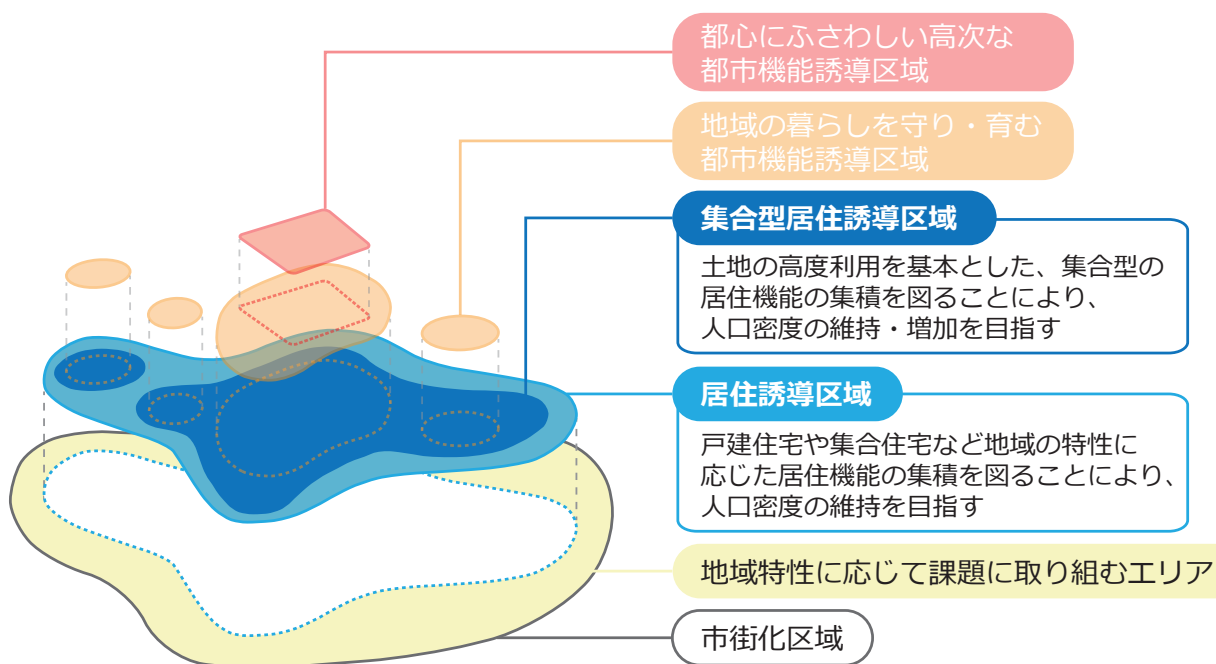 都心にふさわしい高次な
都市機能誘導区域
地域の暮らしを守り・育む
都市機能誘導区域
集合型居住誘導区域
土地の高度利用を基本とした、集合型の
居住機能の集積を図ることにより、
人口密度の維持・増加を目指す
居住誘導区域
戸建住宅や集合住宅など地域の特性に
応じた居住機能の集積を図ることにより、
人口密度の維持を目指す
地域特性に応じて課題に取り組むエリア
市街化区域